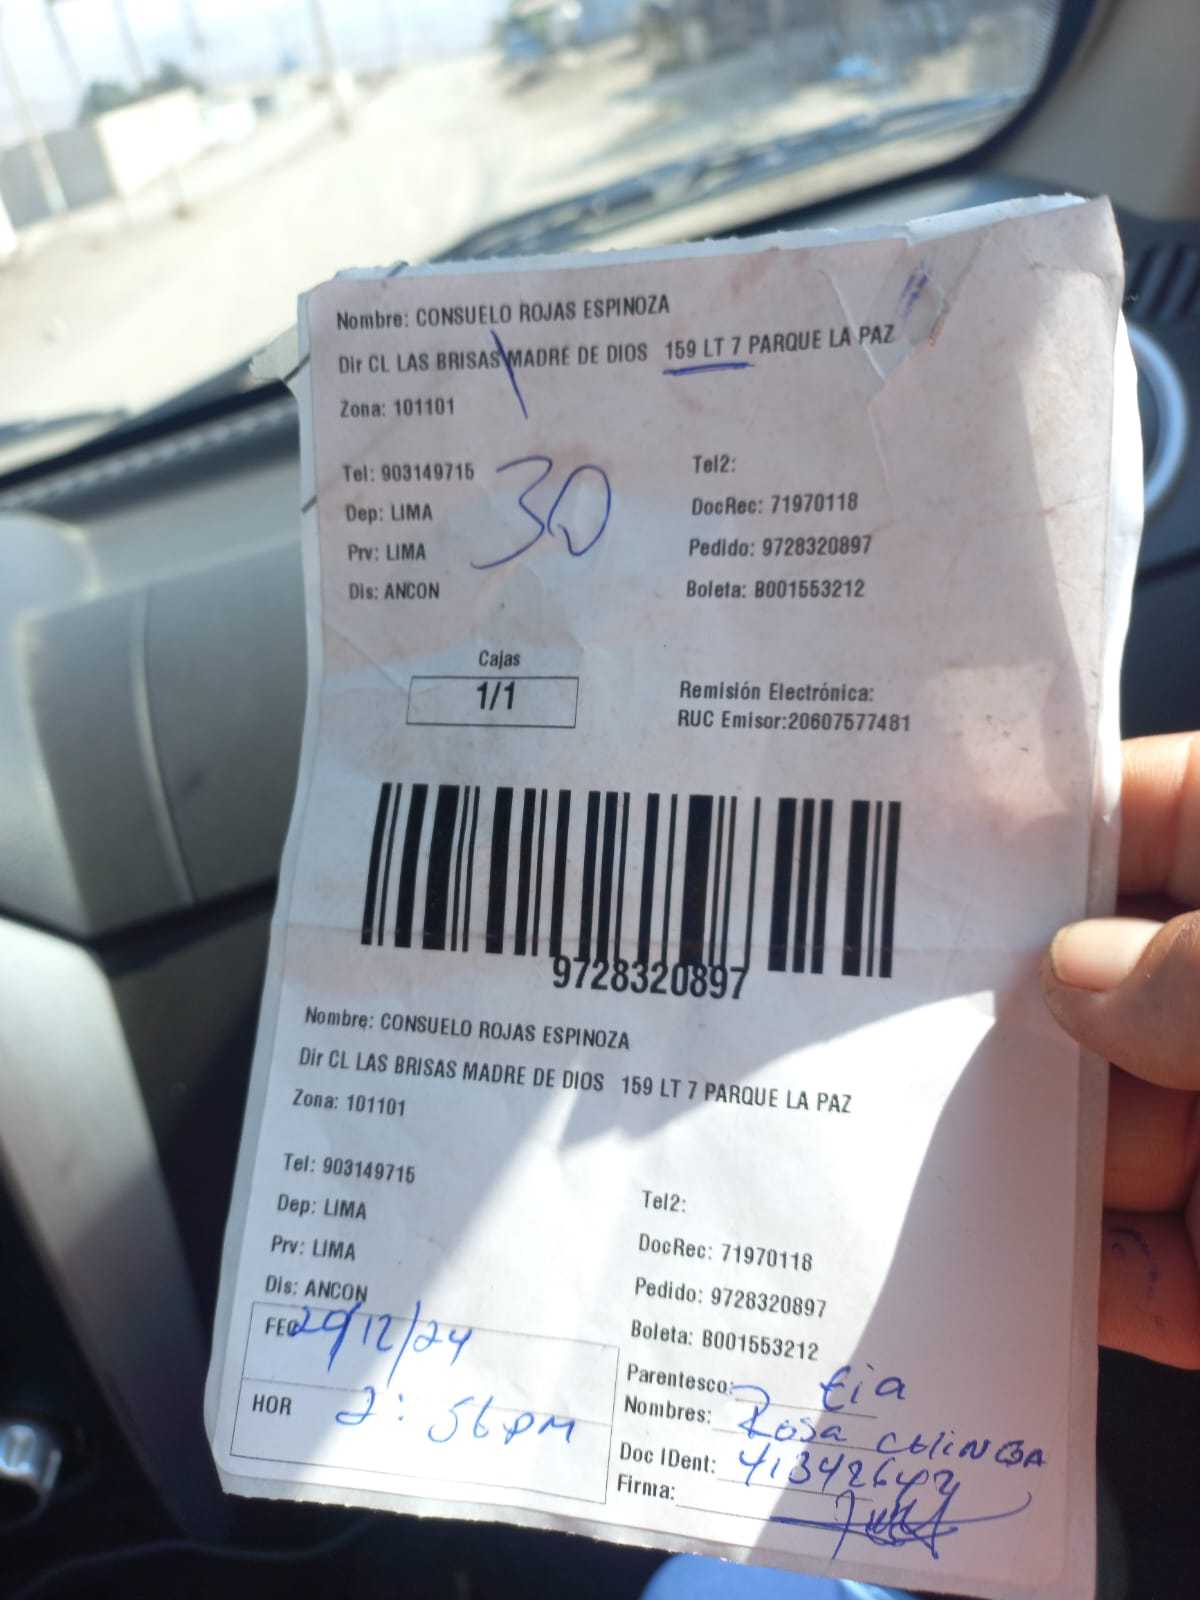 Nombre: CONSUELO ROJAS ESPINOZA
Dir CL LAS BRISAS MADRE DE DIOS 159 LT 7 PARQUE LA PAZ
Zona: 101101
30
Tel: 903149715
Tel2:
Dep: LIMA
DocRec: 71970118
Prv: LIMA
Pedido: 9728320897
Dis: ANCON
Boleta: B001553212
Cajas
1/1
Remisión Electrónica:
RUC Emisor:20607577481
9728320897
Nombre: CONSUELO ROJAS ESPINOZA
Dir CL LAS BRISAS MADRE DE DIOS 159 LT 7 PARQUE LA PAZ
Zona: 101101
Tel: 903149715
Tel2:
Dep: LIMA
DocRec: 71970118
Prv: LIMA
Pedido: 9728320897
Dis: ANCON
Boleta: B001553212
FEC /12/24
HOR 2:56 PM
Parentesco: tia
Nombres: Rosa
Doc IDent:
Firma: